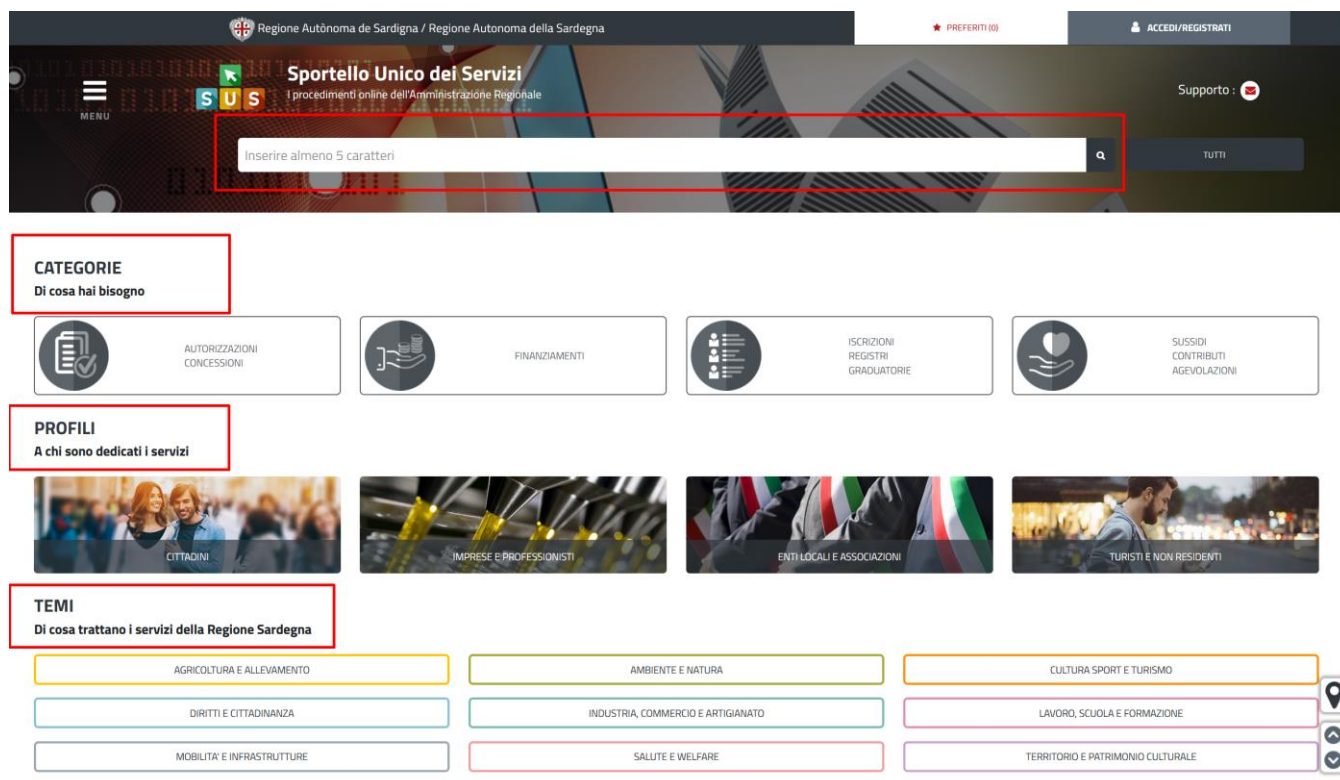 Regione Autònoma de Sardigna / Regione Autonoma della Sardegna
PREFERITI (0)
ACCEDI/REGISTRATI
MENU
SUS
Sportello Unico dei Servizi
I procedimenti online dell'Amministrazione Regionale
Supporto :
Inserire almeno 5 caratteri
TUTTI
CATEGORIE
Di cosa hai bisogno
AUTORIZZAZIONI
CONCESSIONI
FINANZIAMENTI
ISCRIZIONI
REGISTRI
GRADUATORIE
SUSSIDI
CONTRIBUTI
AGEVOLAZIONI
PROFILI
A chi sono dedicati i servizi
CITTADINI
IMPRESE E PROFESSIONISTI
ENTI LOCALI E ASSOCIAZIONI
TURISTI E NON RESIDENTI
TEMI
Di cosa trattano i servizi della Regione Sardegna
AGRICOLTURA E ALLEVAMENTO
AMBIENTE E NATURA
CULTURA SPORT E TURISMO
DIRITTI E CITTADINANZA
INDUSTRIA, COMMERCIO E ARTIGIANATO
LAVORO, SCUOLA E FORMAZIONE
MOBILITA' E INFRASTRUTTURE
SALUTE E WELFARE
TERRITORIO E PATRIMONIO CULTURALE